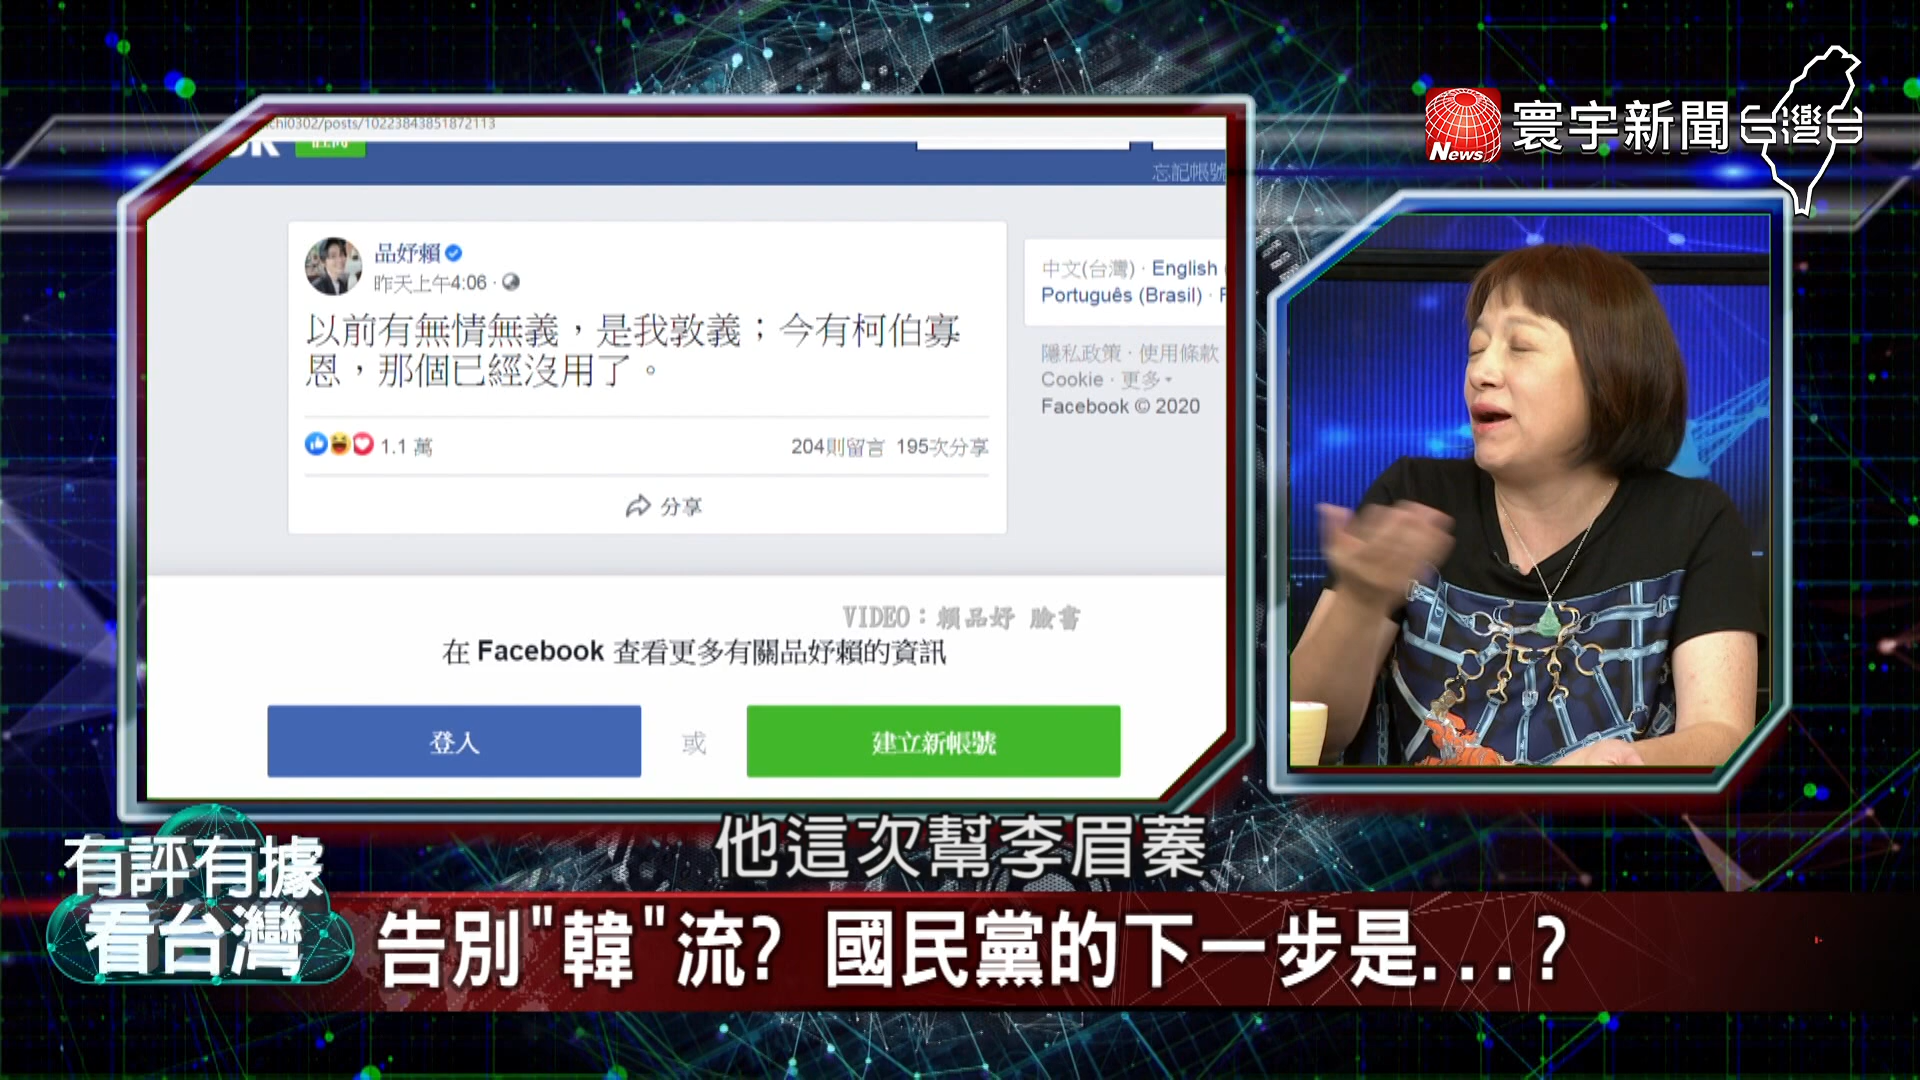 chi0302/posts/10223843851872113
忘記帳號
品妤賴
昨天上午4:06 ·
以前有無情無義，是我敦義；今有柯伯寡
恩，那個已經沒用了。
1.1 萬
204則留言 195次分享
分享
中文(台灣) · English
Português (Brasil) ·
隱私政策 · 使用條款
Cookie · 更多
Facebook © 2020
VIDEO：賴品妤 臉書
在 Facebook 查看更多有關品妤賴的資訊
登入
或
建立新帳號
News
寰宇新聞台灣台
他這次幫李眉蓁
有評有據
看台灣
告別"韓"流? 國民黨的下一步是...?